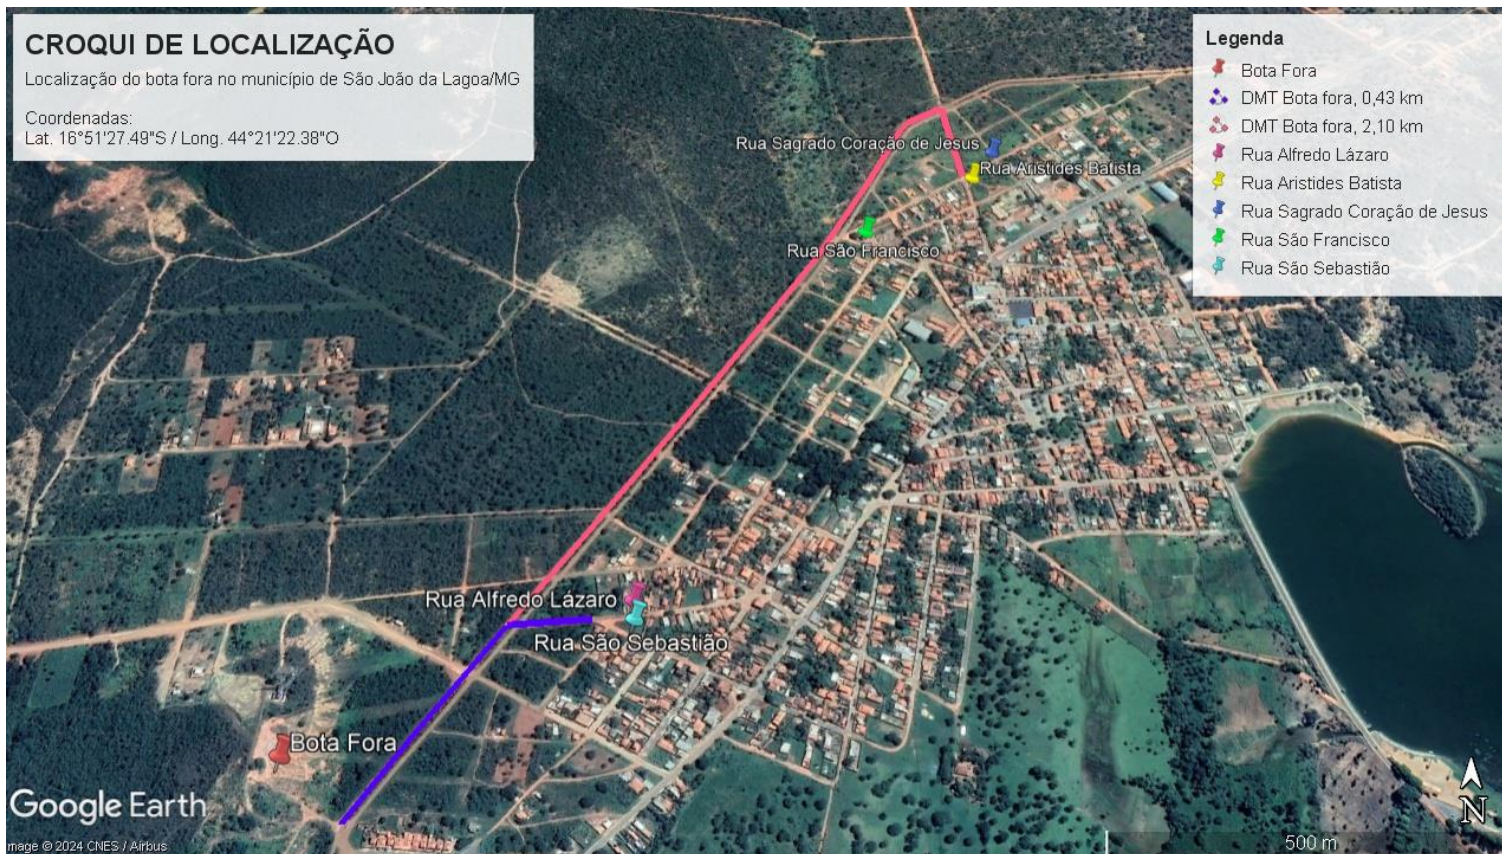 CROQUI DE LOCALIZAÇÃO
Localização do bota fora no município de São João da Lagoa/MG
Coordenadas:
Lat. 16°51'27.49"S / Long. 44°21'22.38"O
Legenda
Bota Fora
DMT Bota fora, 0,43 km
DMT Bota fora, 2,10 km
Rua Alfredo Lázaro
Rua Aristides Batista
Rua Sagrado Coração de Jesus
Rua São Francisco
Rua São Sebastião
Rua Sagrado Coração de Jesus
Rua Aristides Batista
Rua São Francisco
Rua Alfredo Lázaro
Rua São Sebastião
Bota Fora
Google Earth
mage © 2024 CNES / Airbus
500 m
N